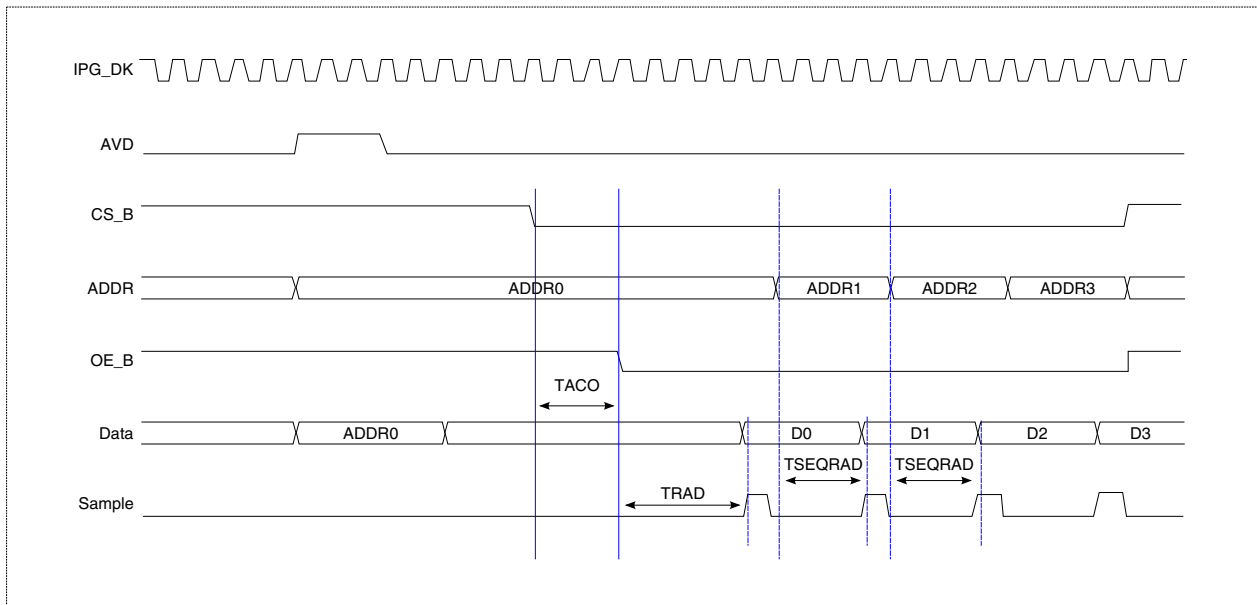 IPG_DK
AVD
CS_B
ADDR ADDR0 ADDR1 ADDR2 ADDR3
OE_B
TACO
Data ADDR0 D0 D1 D2 D3
TSEQRAD TSEQRAD
Sample TRAD